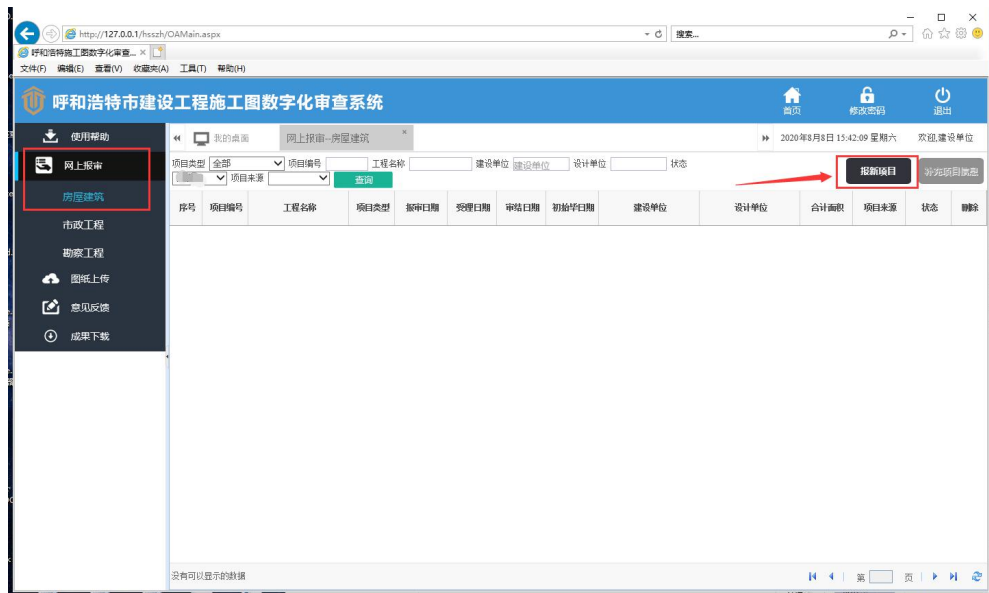 http://127.0.0.1/hsszh/OAMain.aspx
搜索...
呼和浩特施工图数字化审查...
文件(F) 编辑(E) 查看(V) 收藏夹(A) 工具(T) 帮助(H)
呼和浩特市建设工程施工图数字化审查系统
首页 修改密码 退出
使用帮助
我的桌面 网上报审--房屋建筑
2020年8月8日 15:42:09 星期六 欢迎,建设单位
网上报审
项目类型 全部 项目编号 工程名称 建设单位 建设单位 设计单位 状态
项目来源 查询
报新项目 补充项目信息
房屋建筑
序号 项目编号 工程名称 项目类型 报审日期 受理日期 审结日期 初始毕日期 建设单位 设计单位 合计面积 项目来源 状态 删除
市政工程
勘察工程
图纸上传
意见反馈
成果下载
没有可以显示的数据
第 页